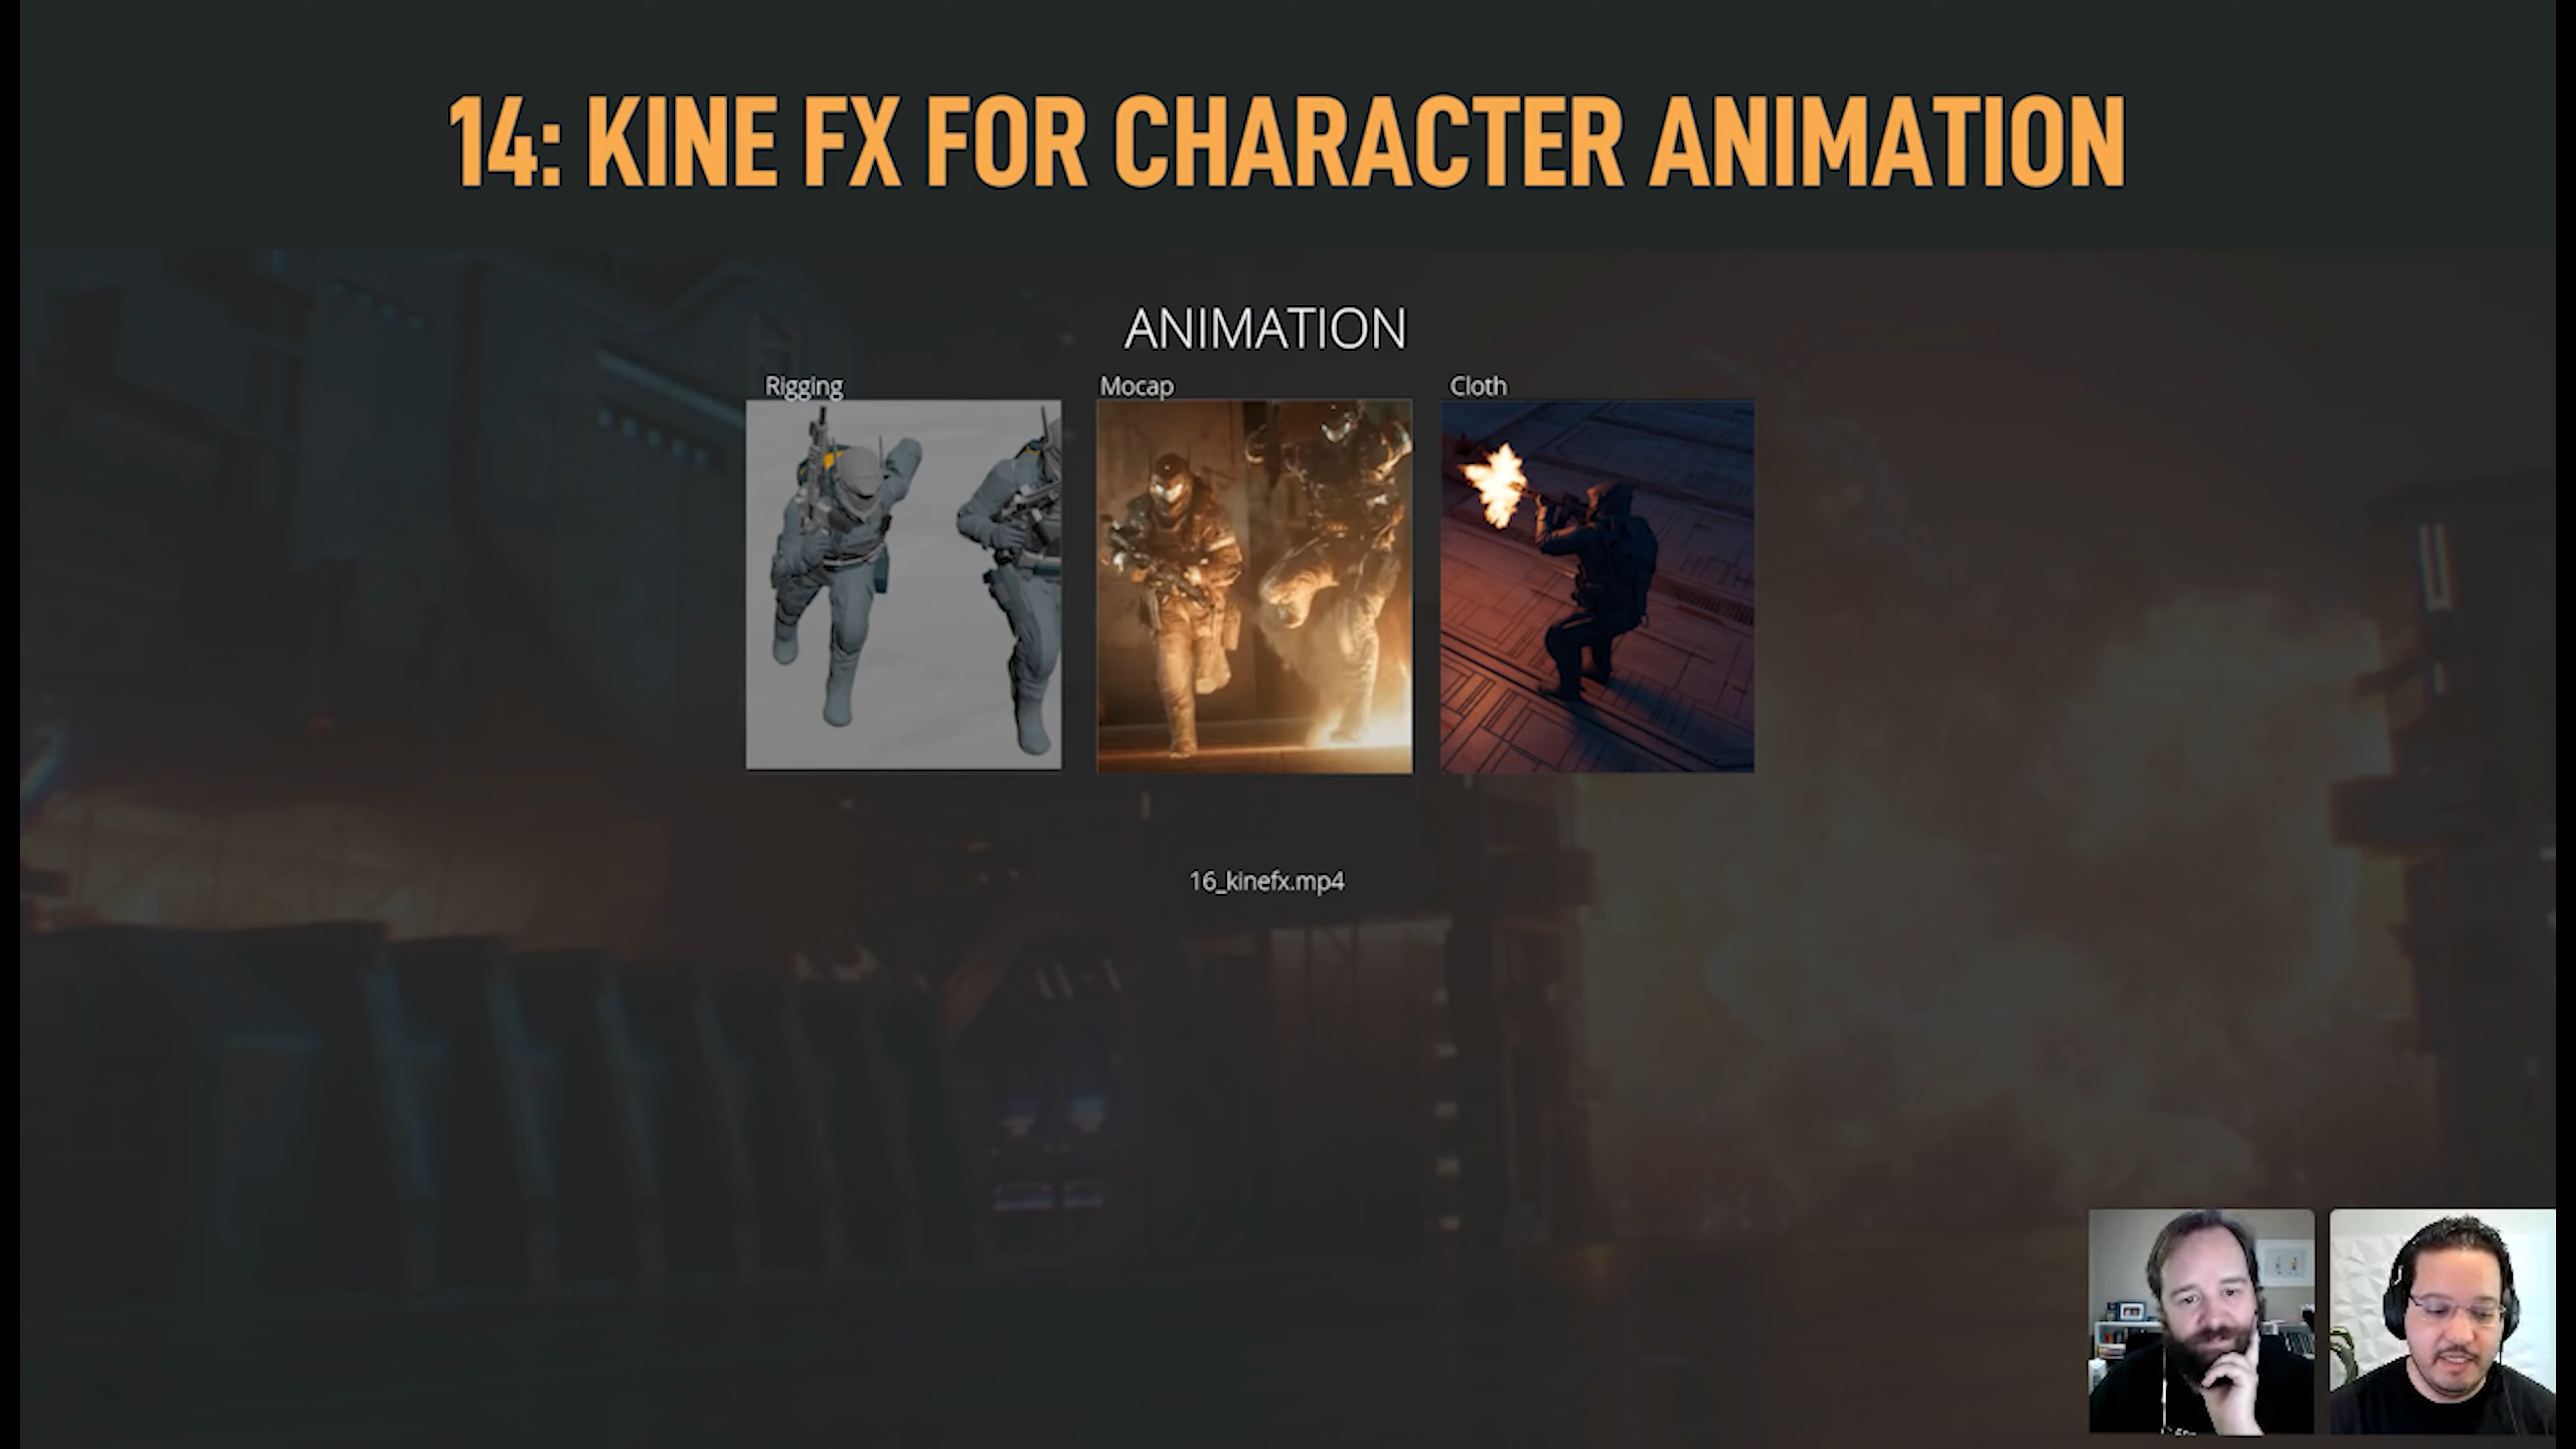 14: KINE FX FOR CHARACTER ANIMATION
ANIMATION
Rigging
Mocap
Cloth
16_kinefx.mp4